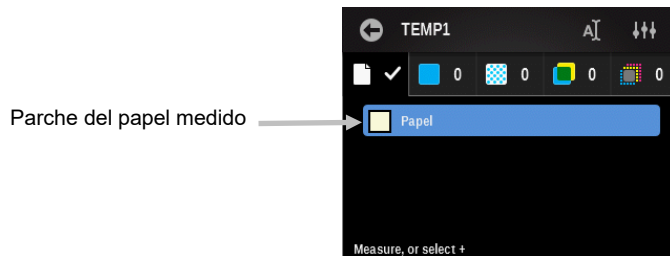 TEMP1
0 0 0 0
Parche del papel medido
Papel
Measure, or select +